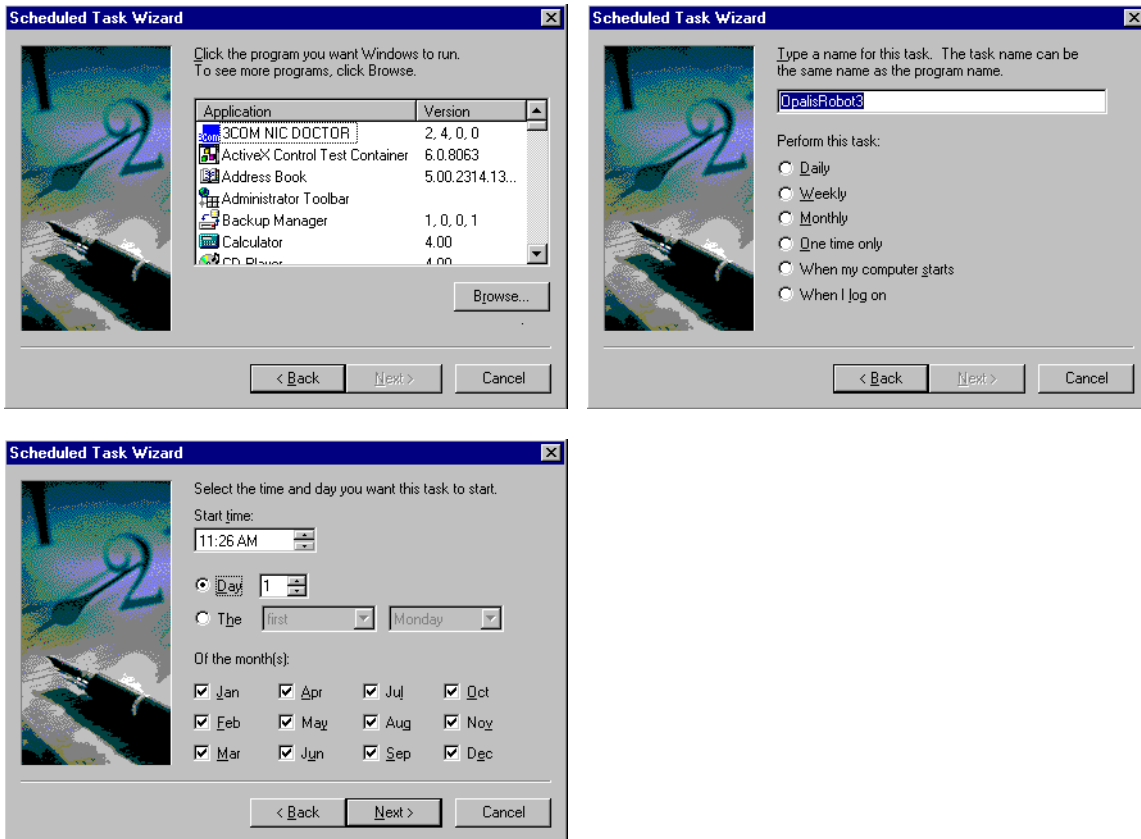 Scheduled Task Wizard
Click the program you want Windows to run.
To see more programs, click Browse.
Application Version
3Com 3COM NIC DOCTOR 2, 4, 0, 0
ActiveX Control Test Container 6.0.8063
Address Book 5.00.2314.13...
Administrator Toolbar
Backup Manager 1, 0, 0, 1
Calculator 4.00
CD Player 4.00
Browse...
< Back Next > Cancel
Scheduled Task Wizard
Type a name for this task. The task name can be
the same name as the program name.
OpalisRobot3
Perform this task:
Daily
Weekly
Monthly
One time only
When my computer starts
When I log on
< Back Next > Cancel
Scheduled Task Wizard
Select the time and day you want this task to start.
Start time:
11:26 AM
Day 1
The first Monday
Of the month(s):
Jan Apr Jul Oct
Feb May Aug Nov
Mar Jun Sep Dec
< Back Next > Cancel